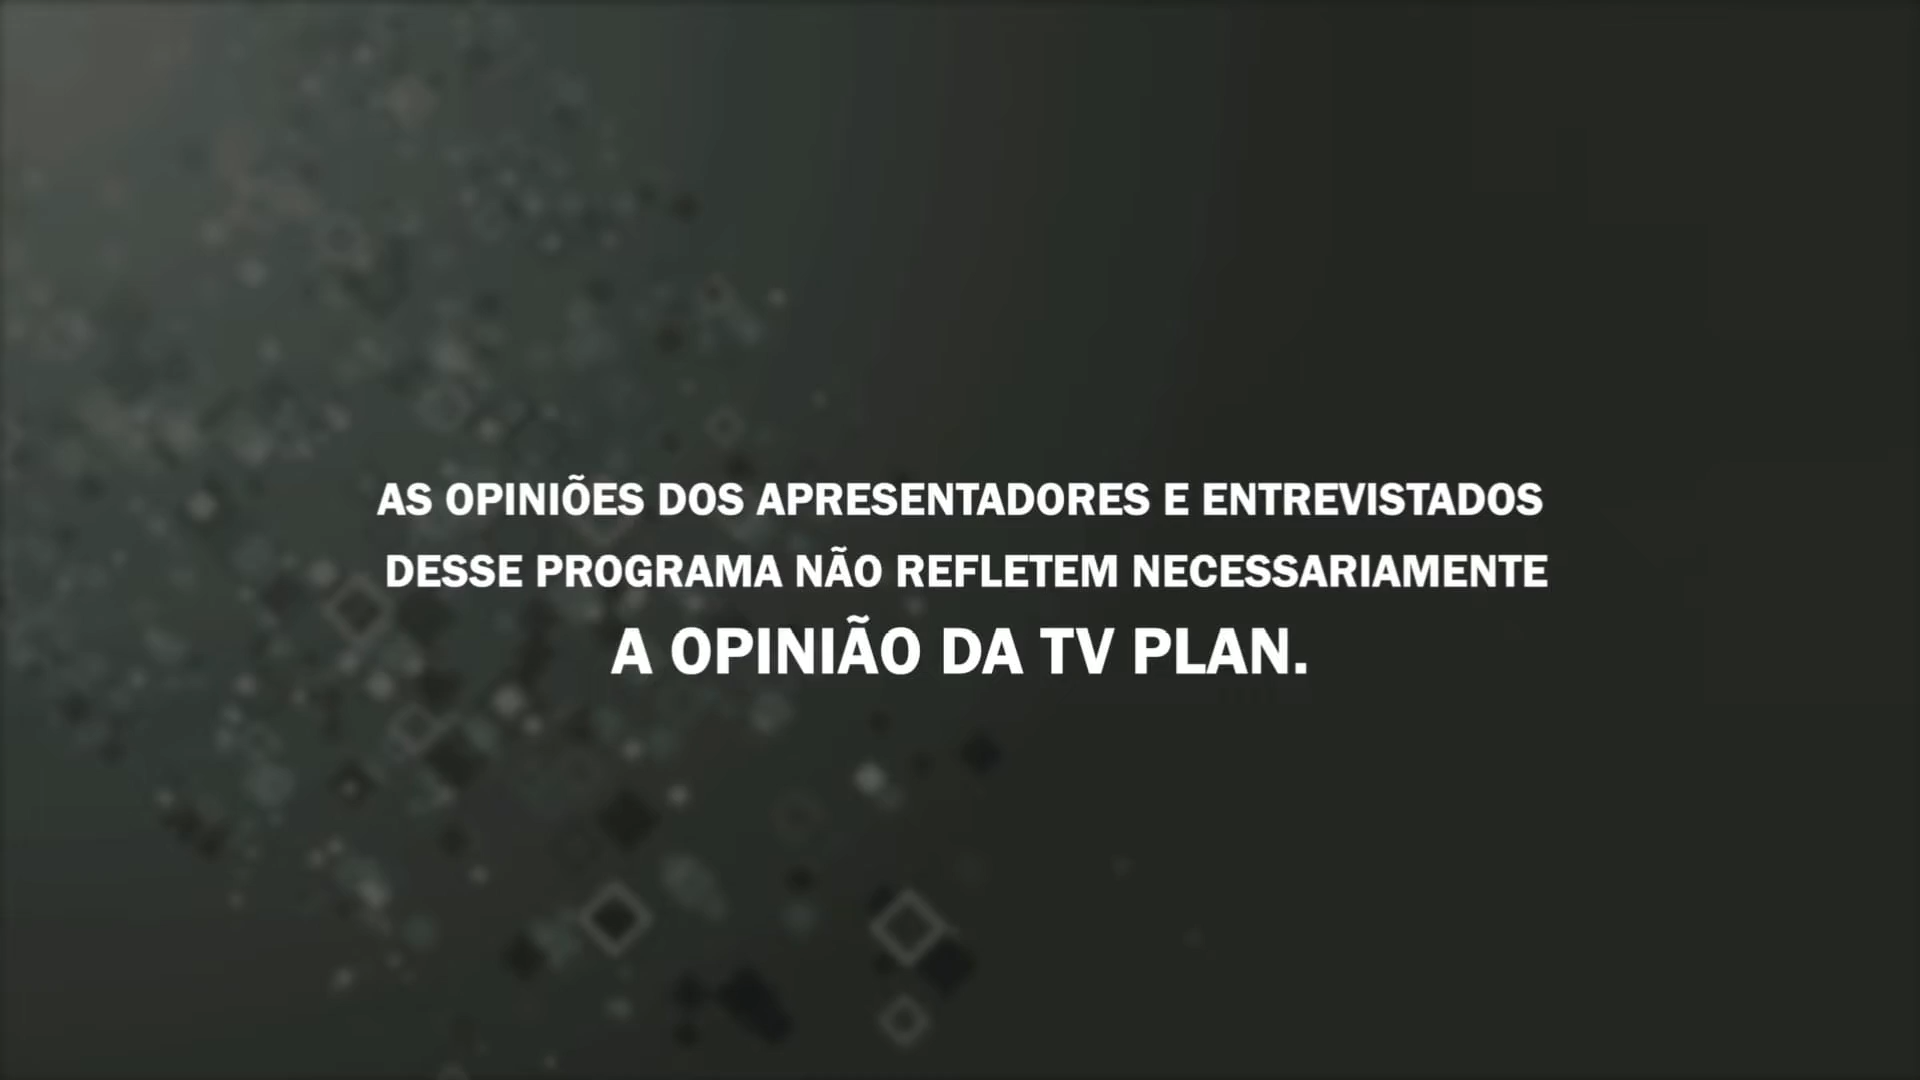 AS OPINIÕES DOS APRESENTADORES E ENTREVISTADOS
DESSE PROGRAMA NÃO REFLETEM NECESSARIAMENTE
A OPINIÃO DA TV PLAN.